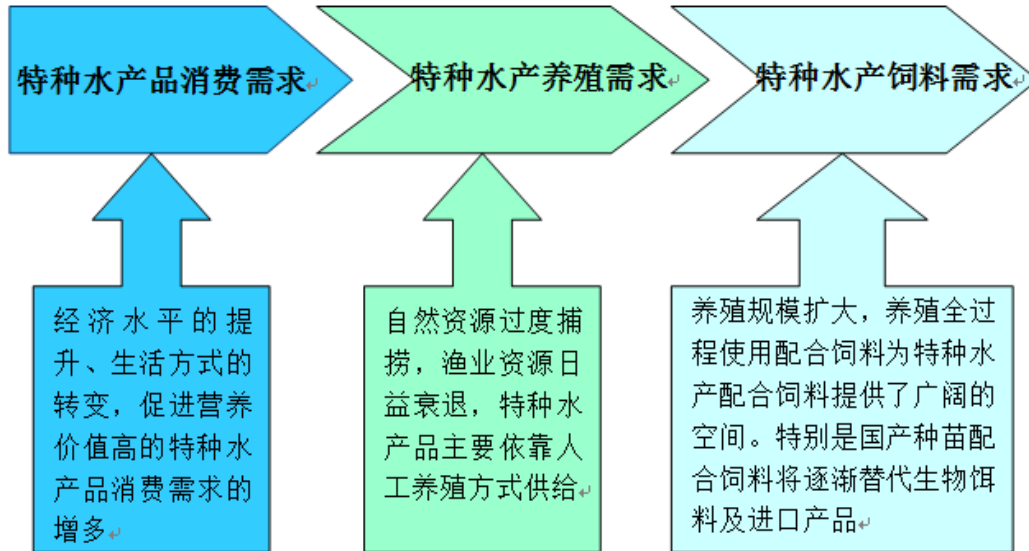 特种水产品消费需求
特种水产养殖需求
特种水产饲料需求
经济水平的提
升、生活方式的
转变，促进营养
价值高的特种水
产品消费需求的
增多
自然资源过度捕
捞，渔业资源日
益衰退，特种水
产品主要依靠人
工养殖方式供给
养殖规模扩大，养殖全过
程使用配合饲料为特种水
产配合饲料提供了广阔的
空间。特别是国产种苗配
合饲料将逐渐替代生物饵
料及进口产品